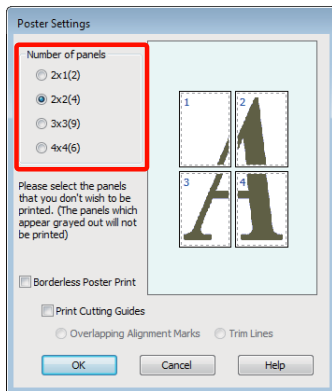 Poster Settings
Number of panels
2x1(2)
2x2(4)
3x3(9)
4x4(6)
1
2
3
4
A
Please select the panels
that you don't wish to be
printed. (The panels which
appear grayed out will not
be printed)
Borderless Poster Print
Print Cutting Guides
Overlapping Alignment Marks
Trim Lines
OK
Cancel
Help